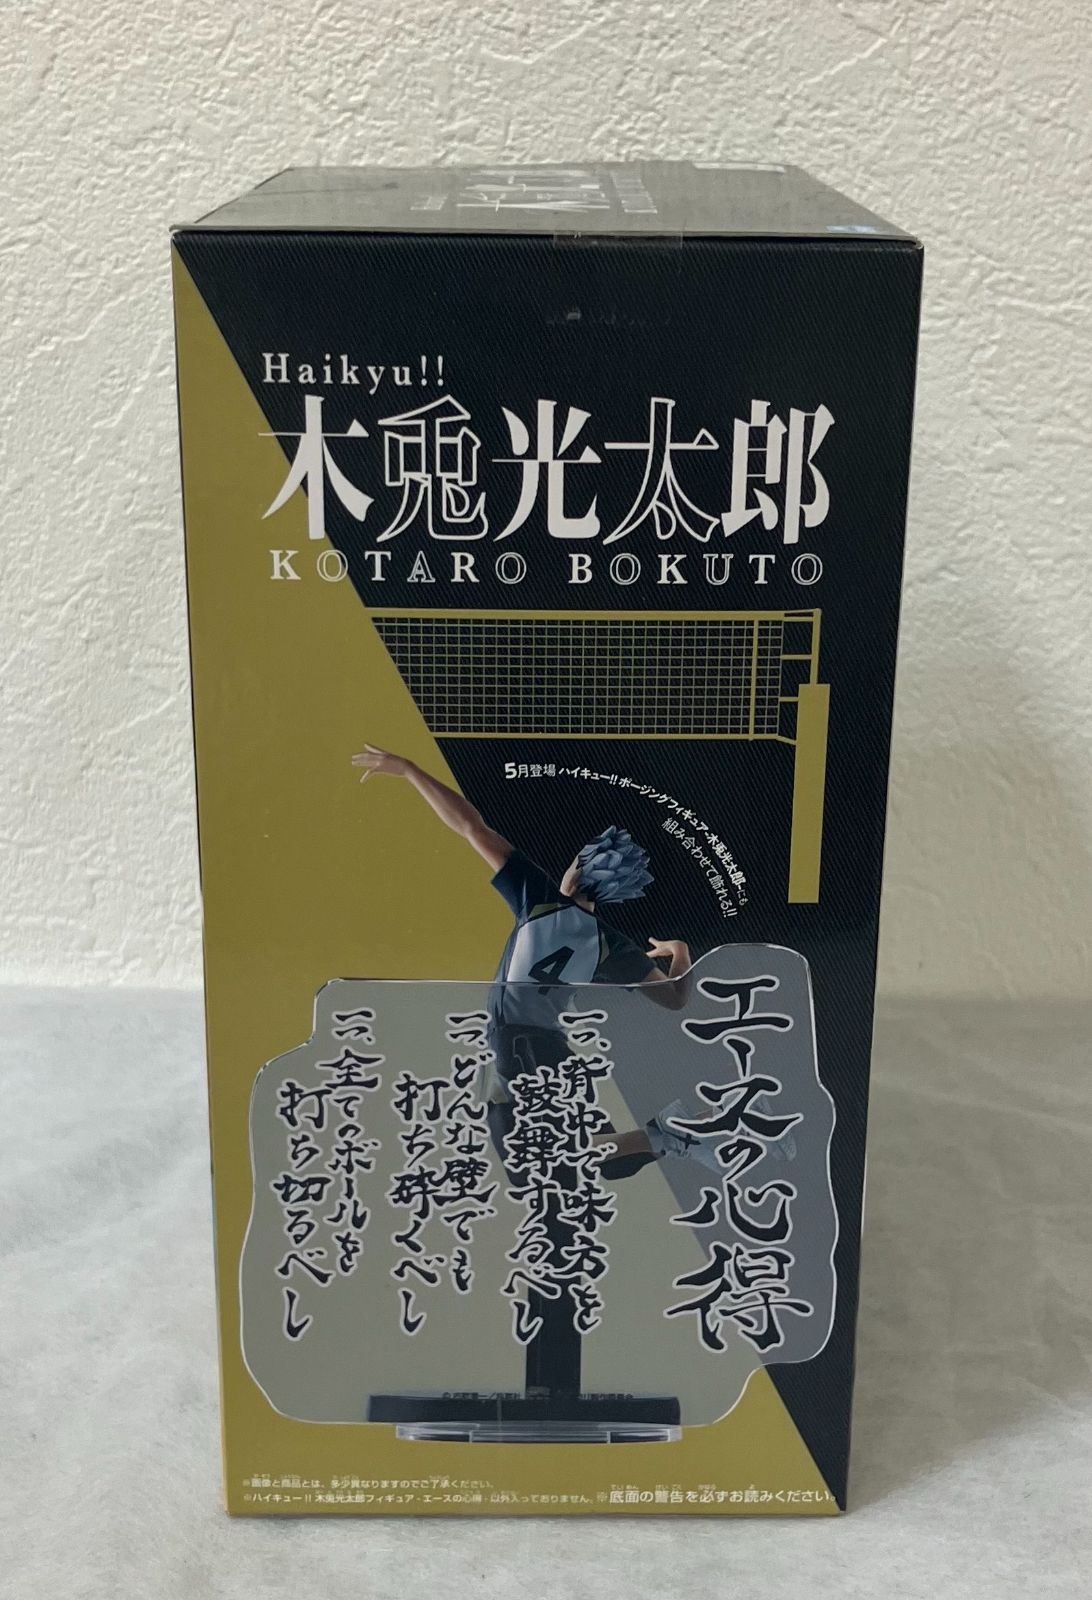 Haikyu!!
木兎光太郎
KOTARO BOKUTO
5月登場 ハイキュー!! ポージングフィギュア-木兎光太郎-にも
組み合わせて飾れる!!
エースの心得
一つ、背中で味方を
鼓舞するべし
一つ、どんな壁でも
打ち砕くべし
一つ、全てのボールを
打ち切るべし
※画像と商品とは、多少異なりますのでご了承ください。
※ハイキュー!! 木兎光太郎フィギュア-エースの心得-以外入っておりません。
※底面の警告を必ずお読みください。